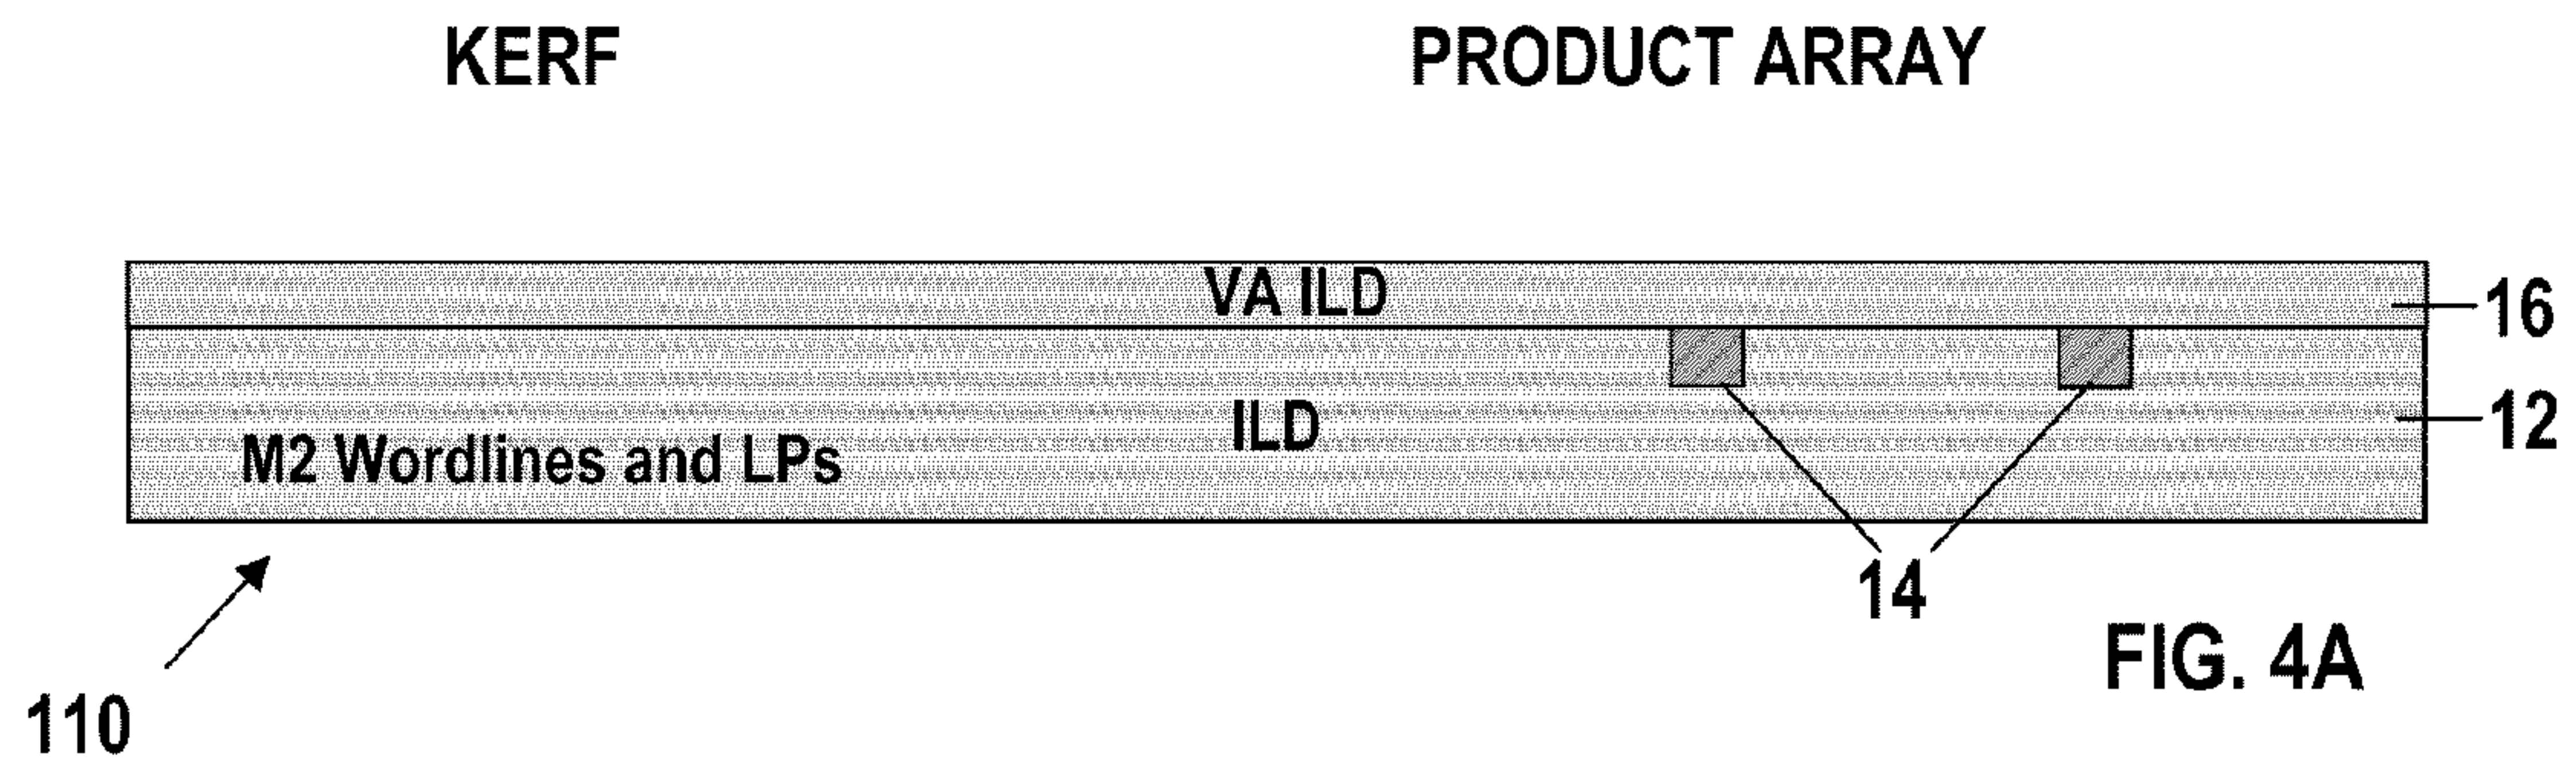 KERF PRODUCT ARRAY
VA ILD
16
ILD
12
M2 Wordlines and LPs
14
FIG. 4A
110